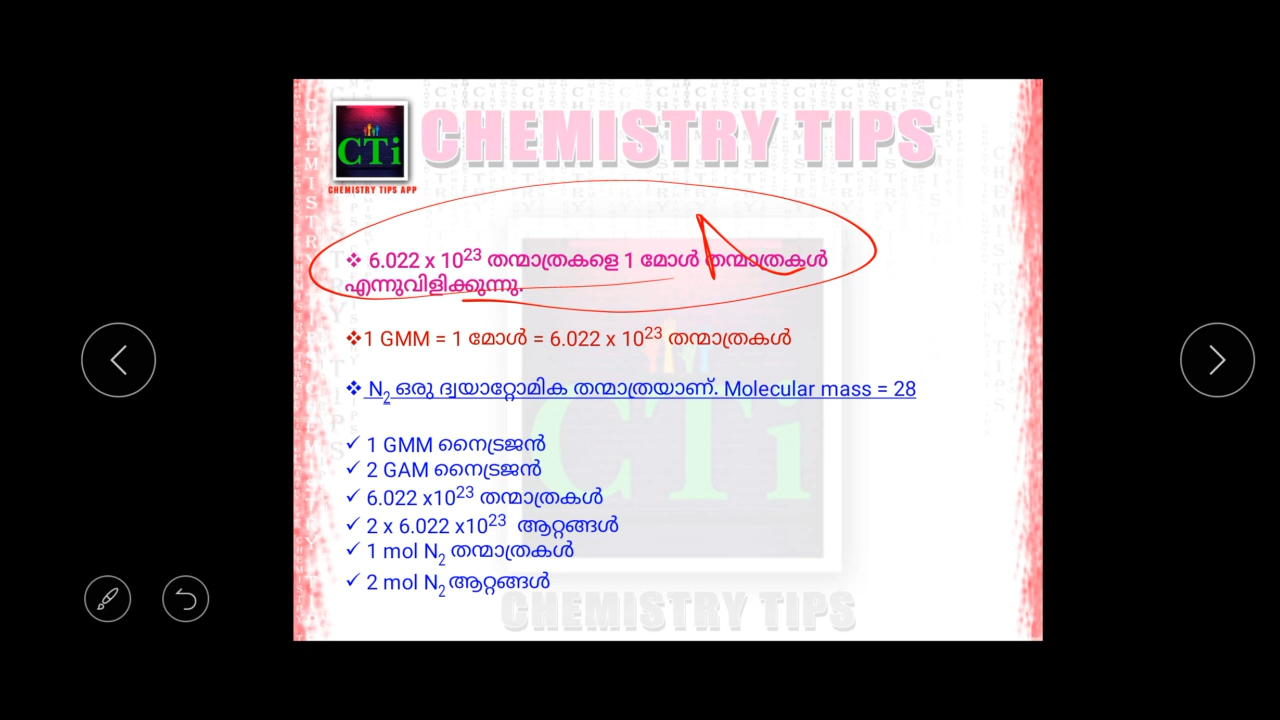 CTi
CHEMISTRY TIPS
CHEMISTRY TIPS APP
❖ 6.022 x 10²³ തന്മാത്രകളെ 1 മോൾ തന്മാത്രകൾ
എന്നുവിളിക്കുന്നു.
❖1 GMM = 1 മോൾ = 6.022 x 10²³ തന്മാത്രകൾ
❖ N₂ ഒരു ദ്വയാറ്റോമിക തന്മാത്രയാണ്. Molecular mass = 28
✓ 1 GMM നൈട്രജൻ
✓ 2 GAM നൈട്രജൻ
✓ 6.022 x10²³ തന്മാത്രകൾ
✓ 2 x 6.022 x10²³ ആറ്റങ്ങൾ
✓ 1 mol N₂ തന്മാത്രകൾ
✓ 2 mol N₂ ആറ്റങ്ങൾ
CTi
CHEMISTRY TIPS